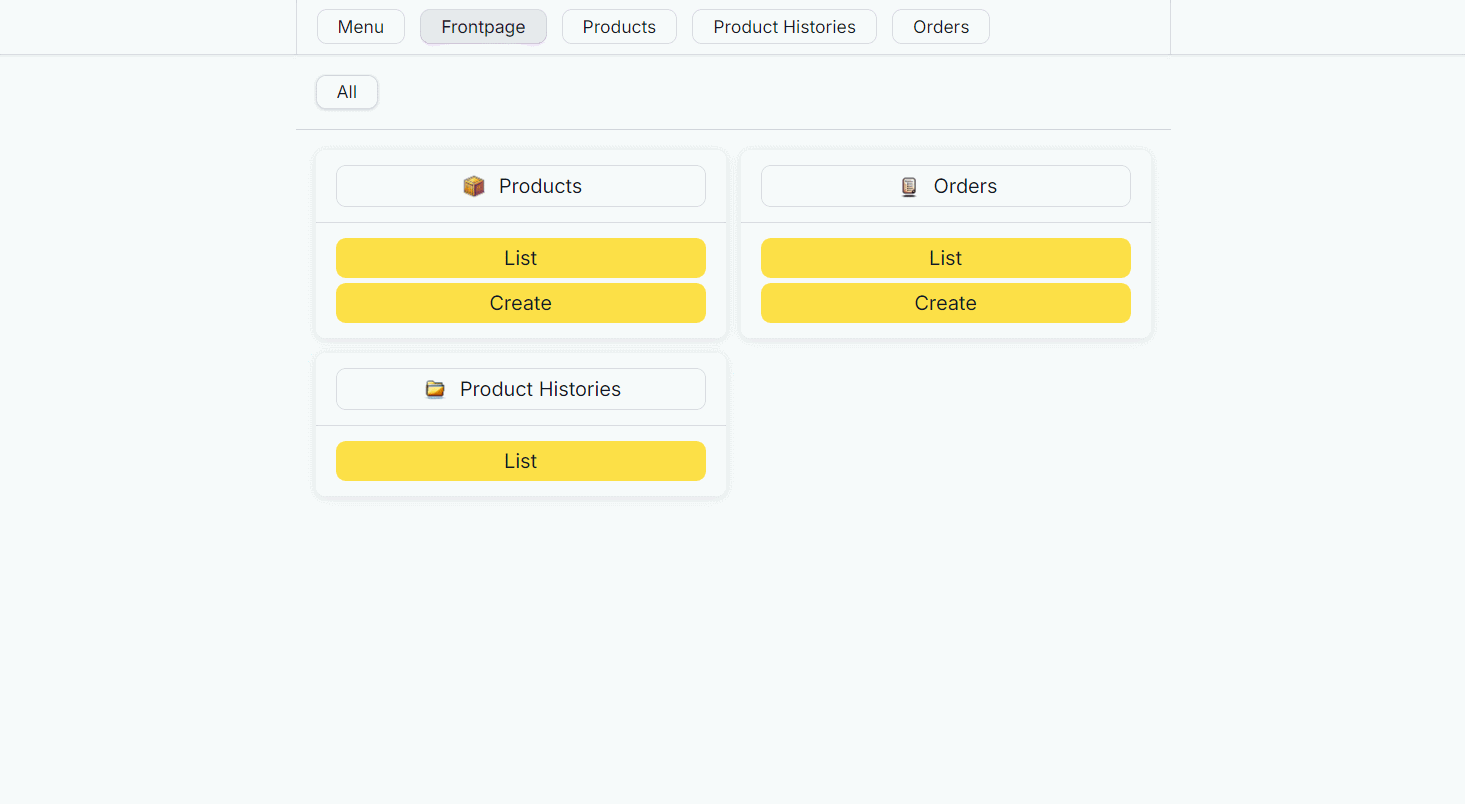 Menu Frontpage Products Product Histories Orders
All
Products
List
Create
Orders
List
Create
Product Histories
List